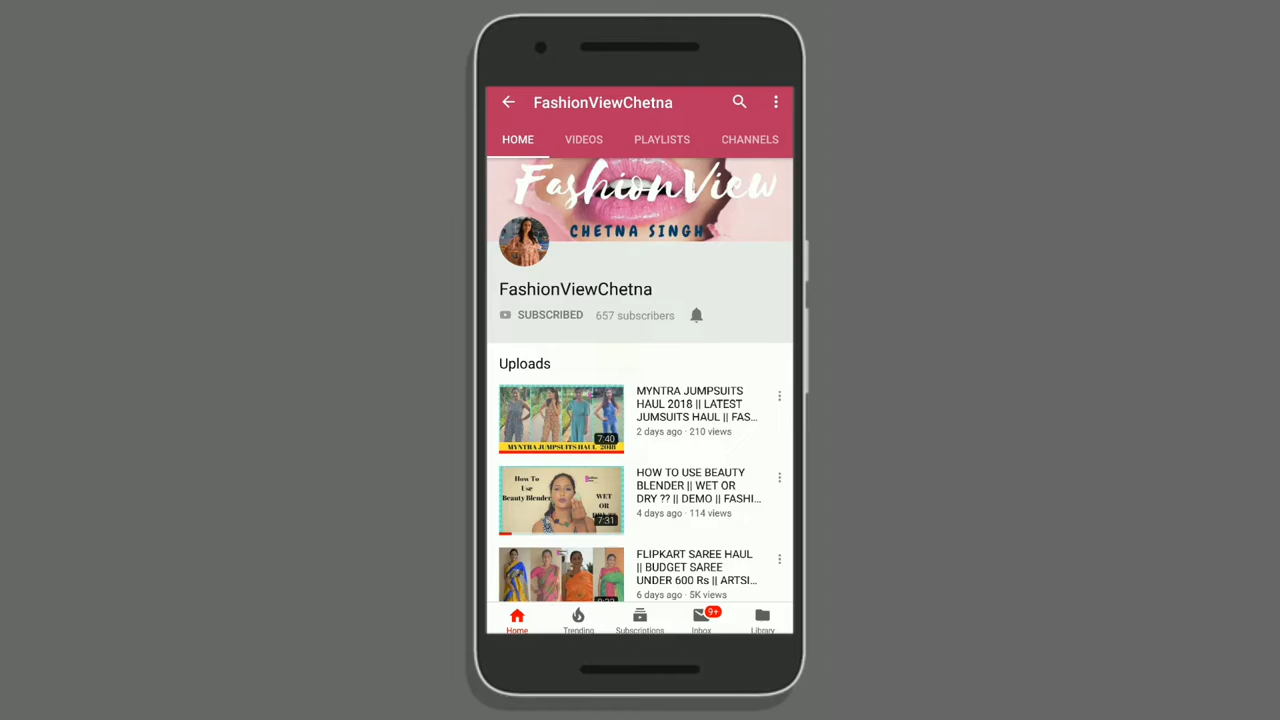 FashionViewChetna
HOME VIDEOS PLAYLISTS CHANNELS
FashionView
CHETNA SINGH
FashionViewChetna
SUBSCRIBED 657 subscribers
Uploads
MYNTRA JUMPSUITS
HAUL 2018 || LATEST
JUMSUITS HAUL || FAS...
2 days ago · 210 views
7:40
MYNTRA JUMPSUITS HAUL 2018
HOW TO USE BEAUTY
BLENDER || WET OR
DRY ?? || DEMO || FASHI...
4 days ago · 114 views
How To
Use
Beauty Blender
WET
OR
7:31
FLIPKART SAREE HAUL
|| BUDGET SAREE
UNDER 600 Rs || ARTSI...
6 days ago · 5K views
9+
Home Trending Subscriptions Inbox Library